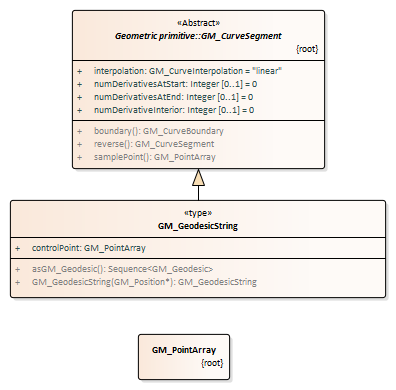 «Abstract»
Geometric primitive::GM_CurveSegment
{root}
+ interpolation: GM_CurveInterpolation = "linear"
+ numDerivativesAtStart: Integer [0..1] = 0
+ numDerivativesAtEnd: Integer [0..1] = 0
+ numDerivativeInterior: Integer [0..1] = 0
+ boundary(): GM_CurveBoundary
+ reverse(): GM_CurveSegment
+ samplePoint(): GM_PointArray
«type»
GM_GeodesicString
+ controlPoint: GM_PointArray
+ asGM_Geodesic(): Sequence<GM_Geodesic>
+ GM_GeodesicString(GM_Position*): GM_GeodesicString
GM_PointArray
{root}